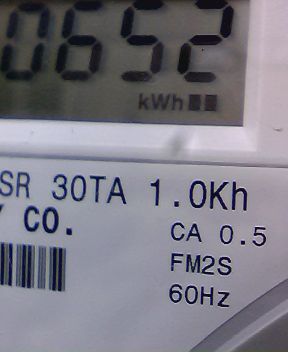 0652
kWh
SR 30TA 1.0Kh
Y CO.
CA 0.5
FM2S
60Hz